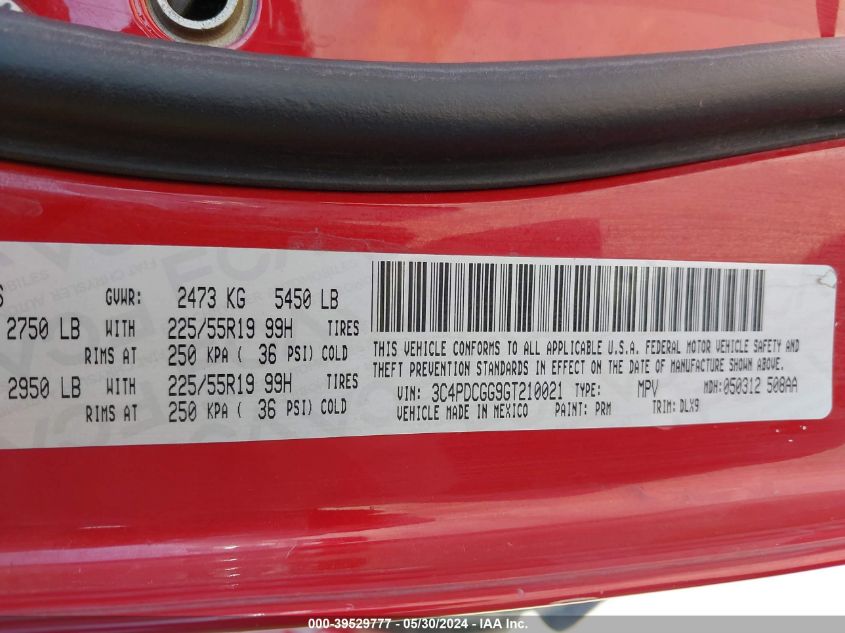 S GVWR: 2473 KG 5450 LB
2750 LB WITH 225/55R19 99H TIRES
RIMS AT 250 KPA ( 36 PSI) COLD
2950 LB WITH 225/55R19 99H TIRES
RIMS AT 250 KPA ( 36 PSI) COLD
THIS VEHICLE CONFORMS TO ALL APPLICABLE U.S.A. FEDERAL MOTOR VEHICLE SAFETY AND
THEFT PREVENTION STANDARDS IN EFFECT ON THE DATE OF MANUFACTURE SHOWN ABOVE.
VIN: 3C4PDCGG9GT210021 TYPE: MPV MDH: 050312 508AA
VEHICLE MADE IN MEXICO PAINT: PRM TRIM: DLX9
000-39529777 - 05/30/2024 - IAA Inc.